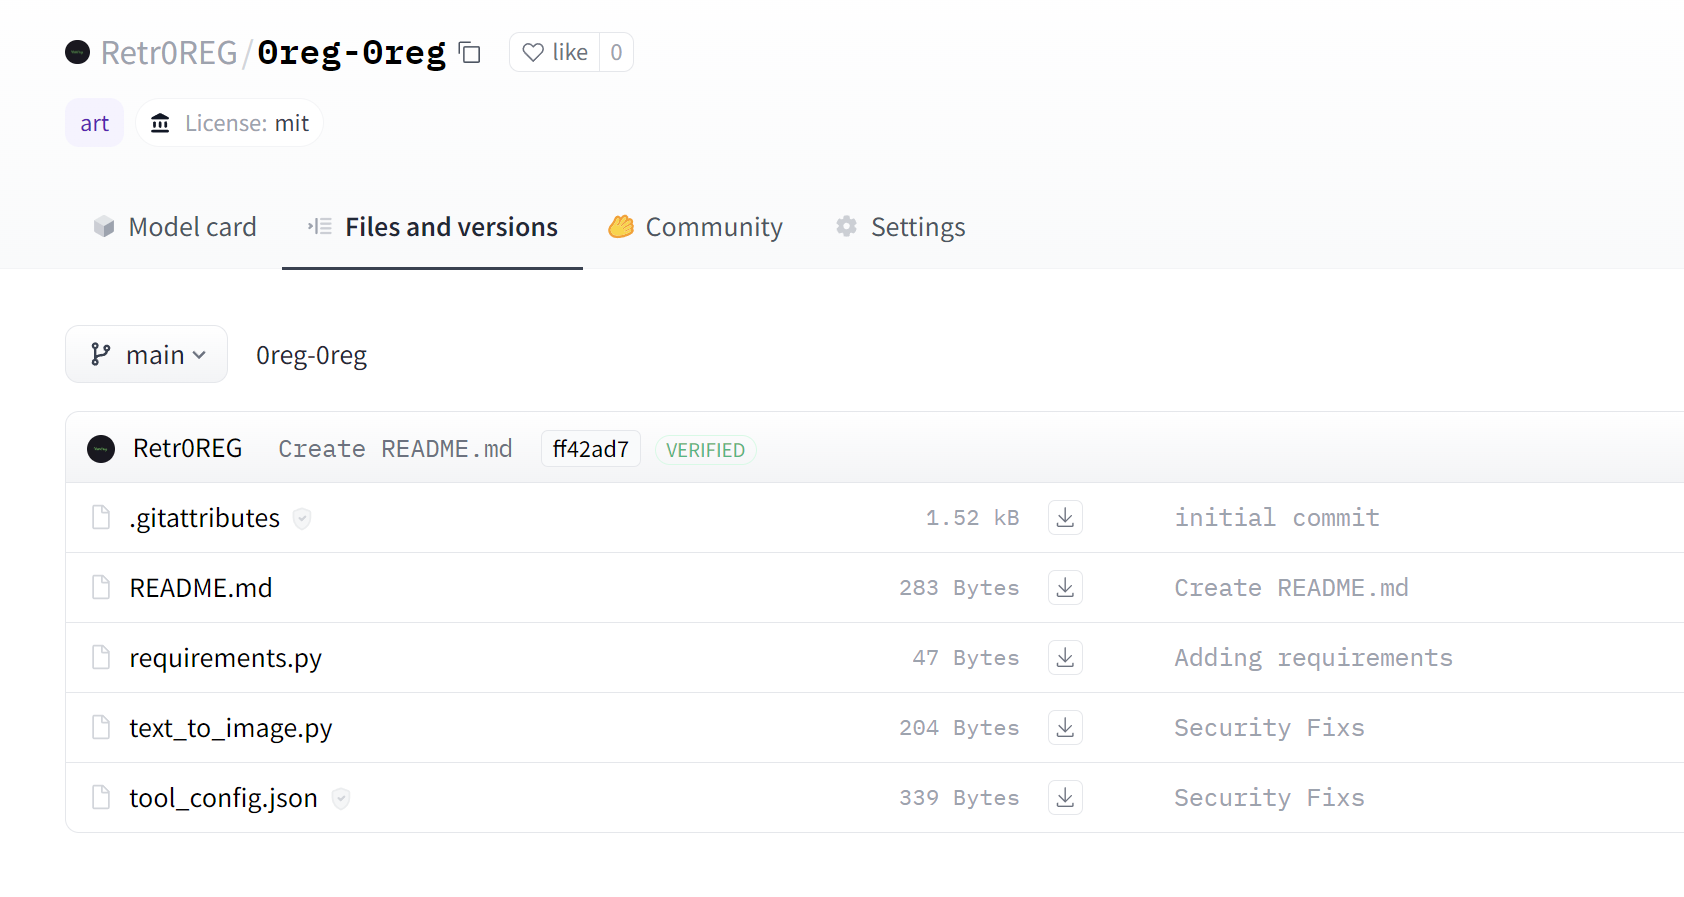 Retr0REG/0reg-0reg like 0
art License: mit
Model card Files and versions Community Settings
main 0reg-0reg
Retr0REG Create README.md ff42ad7 VERIFIED
.gitattributes 1.52 kB initial commit
README.md 283 Bytes Create README.md
requirements.py 47 Bytes Adding requirements
text_to_image.py 204 Bytes Security Fixs
tool_config.json 339 Bytes Security Fixs